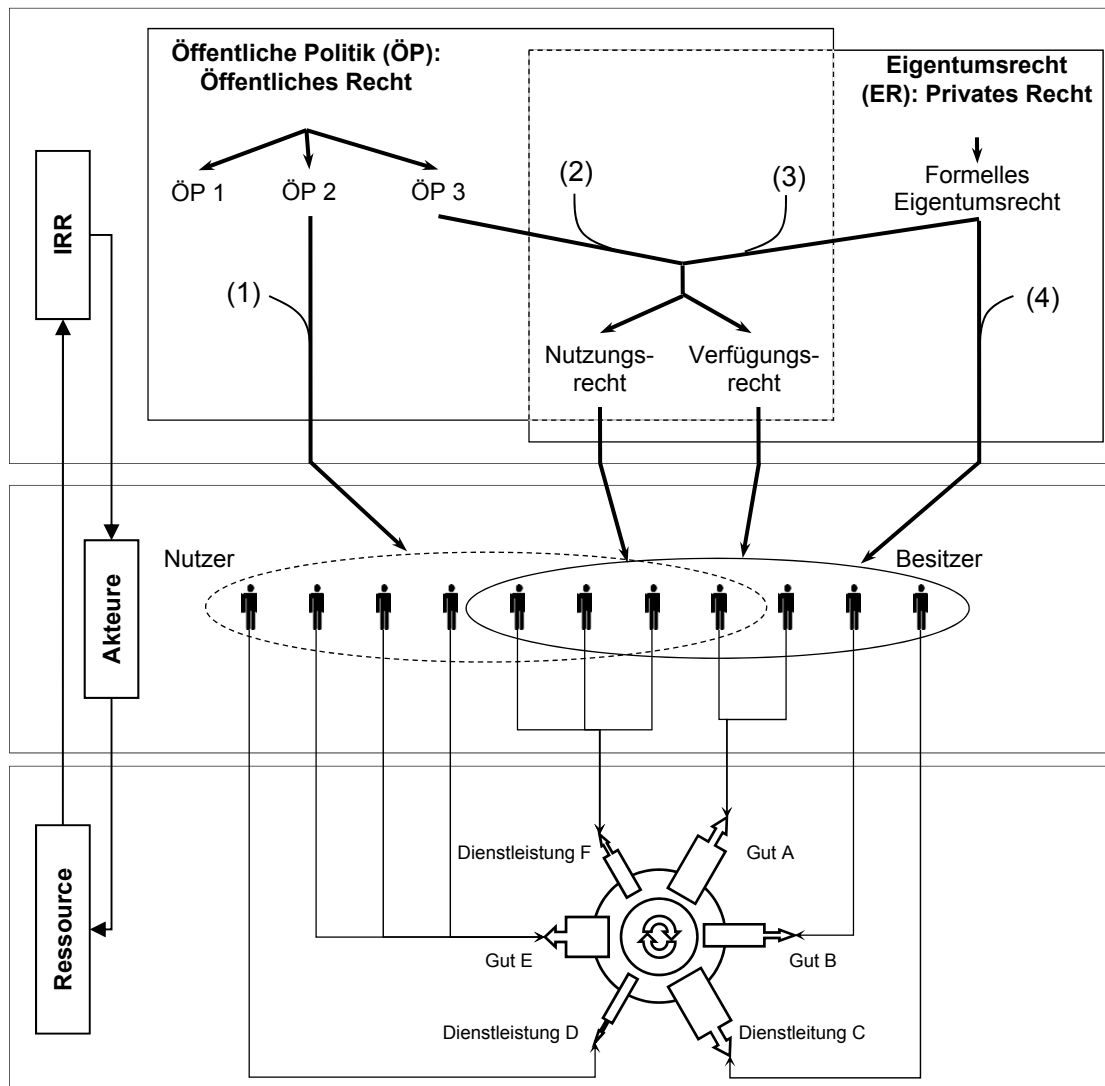 Öffentliche Politik (ÖP):
Öffentliches Recht
Eigentumsrecht
(ER): Privates Recht
ÖP 1
ÖP 2
ÖP 3
(2)
(3)
Formelles
Eigentumsrecht
IRR
(1)
(4)
Nutzungs-
recht
Verfügungs-
recht
Nutzer
Besitzer
Akteure
Dienstleistung F
Gut A
Ressource
Gut E
Gut B
Dienstleistung D
Dienstleitung C